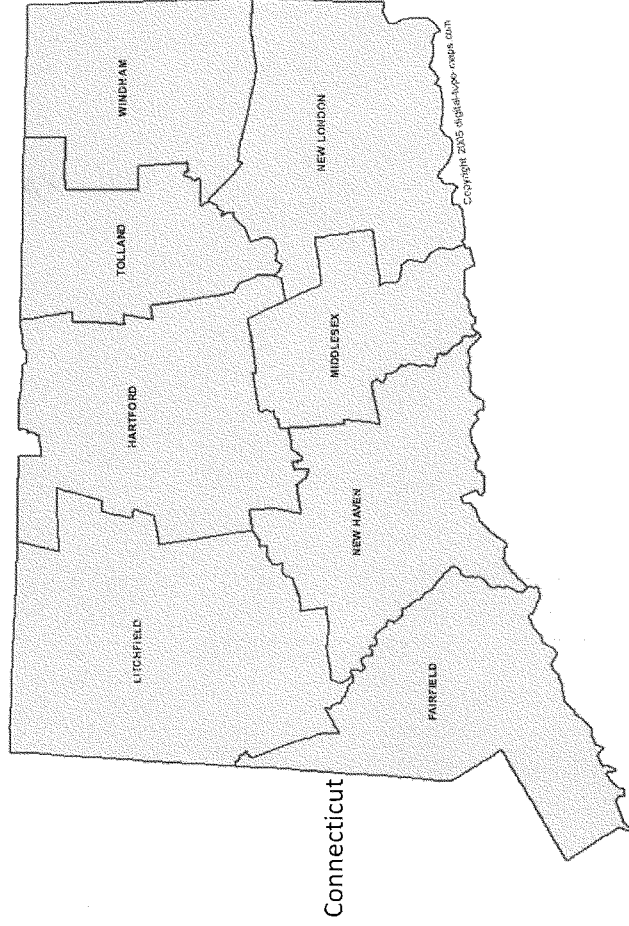 Connecticut
LITCHFIELD
HARTFORD
TOLLAND
WINDHAM
FAIRFIELD
NEW HAVEN
MIDDLESEX
NEW LONDON
Copyright 2005 digital-topo-maps.com